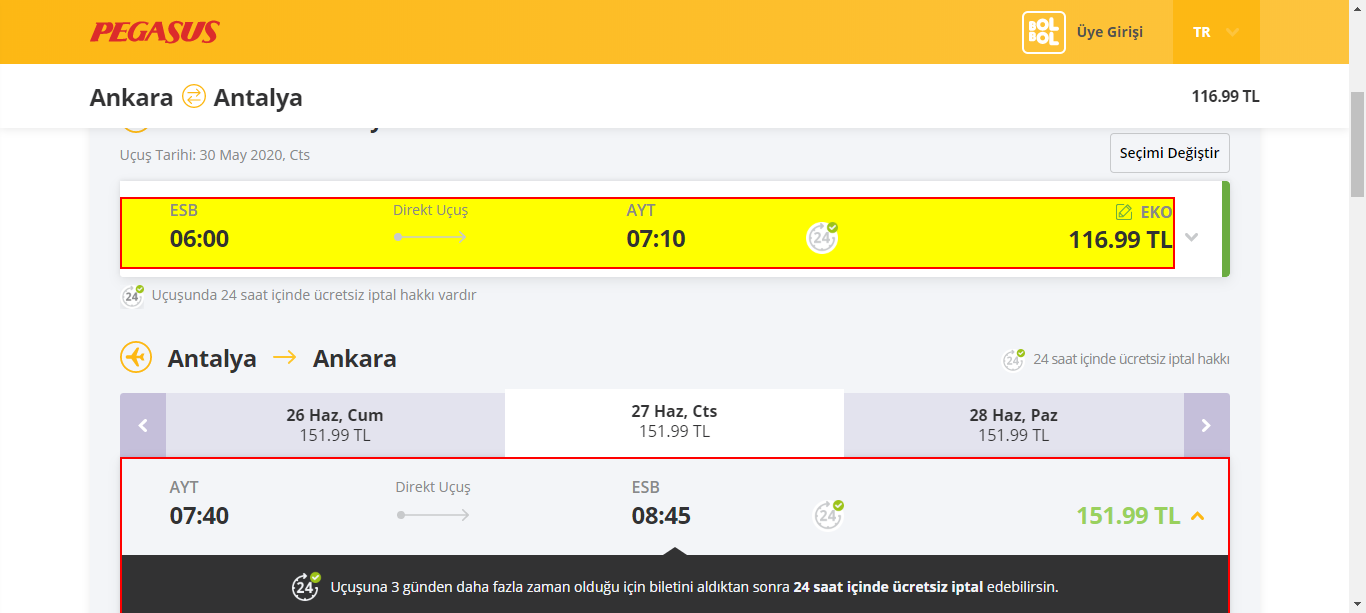 PEGASUS
BOL BOL
Üye Girişi
TR
Ankara Antalya
116.99 TL
Uçuş Tarihi: 30 May 2020, Cts
Seçimi Değiştir
ESB
Direkt Uçuş
AYT
EKO
06:00
07:10
24
116.99 TL
24 Uçuşunda 24 saat içinde ücretsiz iptal hakkı vardır
Antalya Ankara
24 24 saat içinde ücretsiz iptal hakkı
26 Haz, Cum
151.99 TL
27 Haz, Cts
151.99 TL
28 Haz, Paz
151.99 TL
AYT
Direkt Uçuş
ESB
07:40
08:45
24
151.99 TL
24 Uçuşuna 3 günden daha fazla zaman olduğu için biletini aldıktan sonra 24 saat içinde ücretsiz iptal edebilirsin.